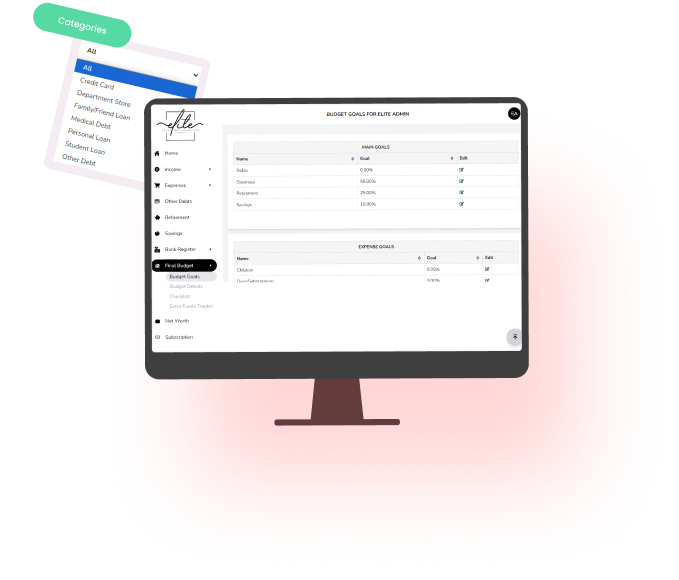 Categories
All
All
Credit Card
Department Store
Family/Friend Loan
Medical Debt
Personal Loan
Student Loan
Other Debt
elite
BUDGET GOALS FOR ELITE ADMIN
EA
Home
Income
Expenses
Other Debts
Retirement
Savings
Bank Register
Final Budget
Budget Goals
Budget Details
Checklist
Extra Funds Tracker
Net Worth
Subscription
MAIN GOALS
Name Goal Edit
Debts 0.00%
Expenses 50.00%
Retirement 25.00%
Savings 15.00%
EXPENSE GOALS
Name Goal Edit
Children 0.00%
Dues/Subscriptions 0.00%